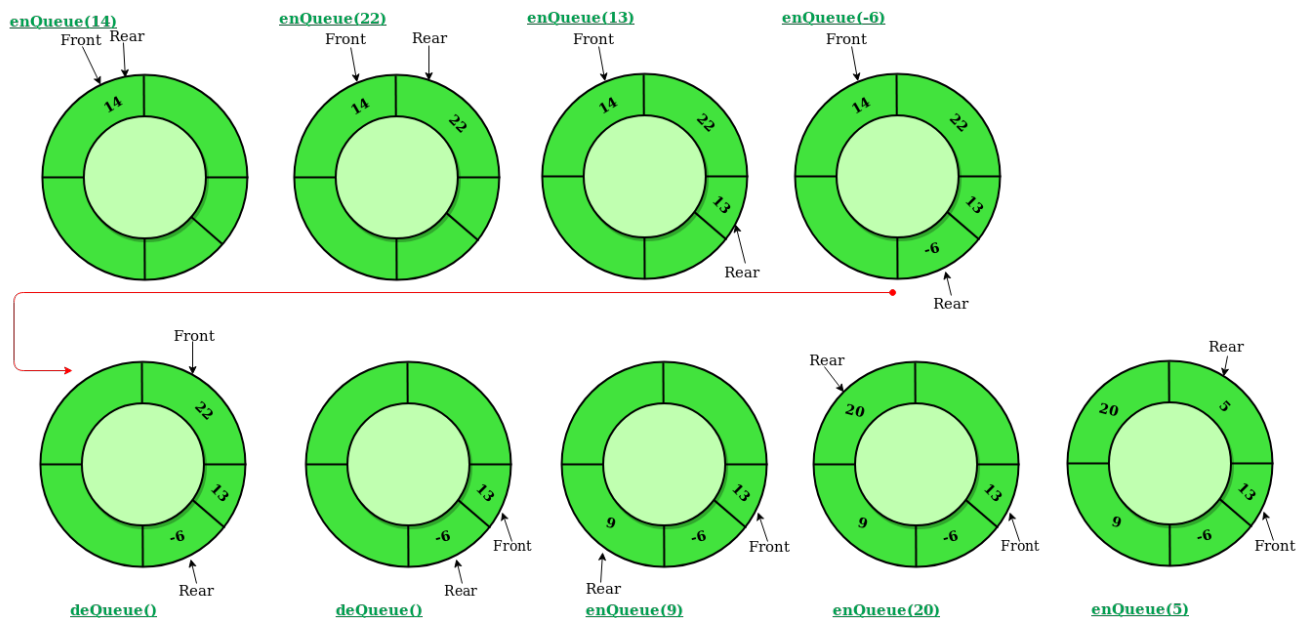 enQueue(14)
Front
Rear
14
enQueue(22)
Front
Rear
14
22
enQueue(13)
Front
14
22
13
Rear
enQueue(-6)
Front
14
22
13
-6
Rear
Front
22
13
-6
Rear
deQueue()
13
-6
Front
Rear
deQueue()
13
9
-6
Front
Rear
enQueue(9)
Rear
20
13
9
-6
Front
enQueue(20)
Rear
20
5
13
9
-6
Front
enQueue(5)